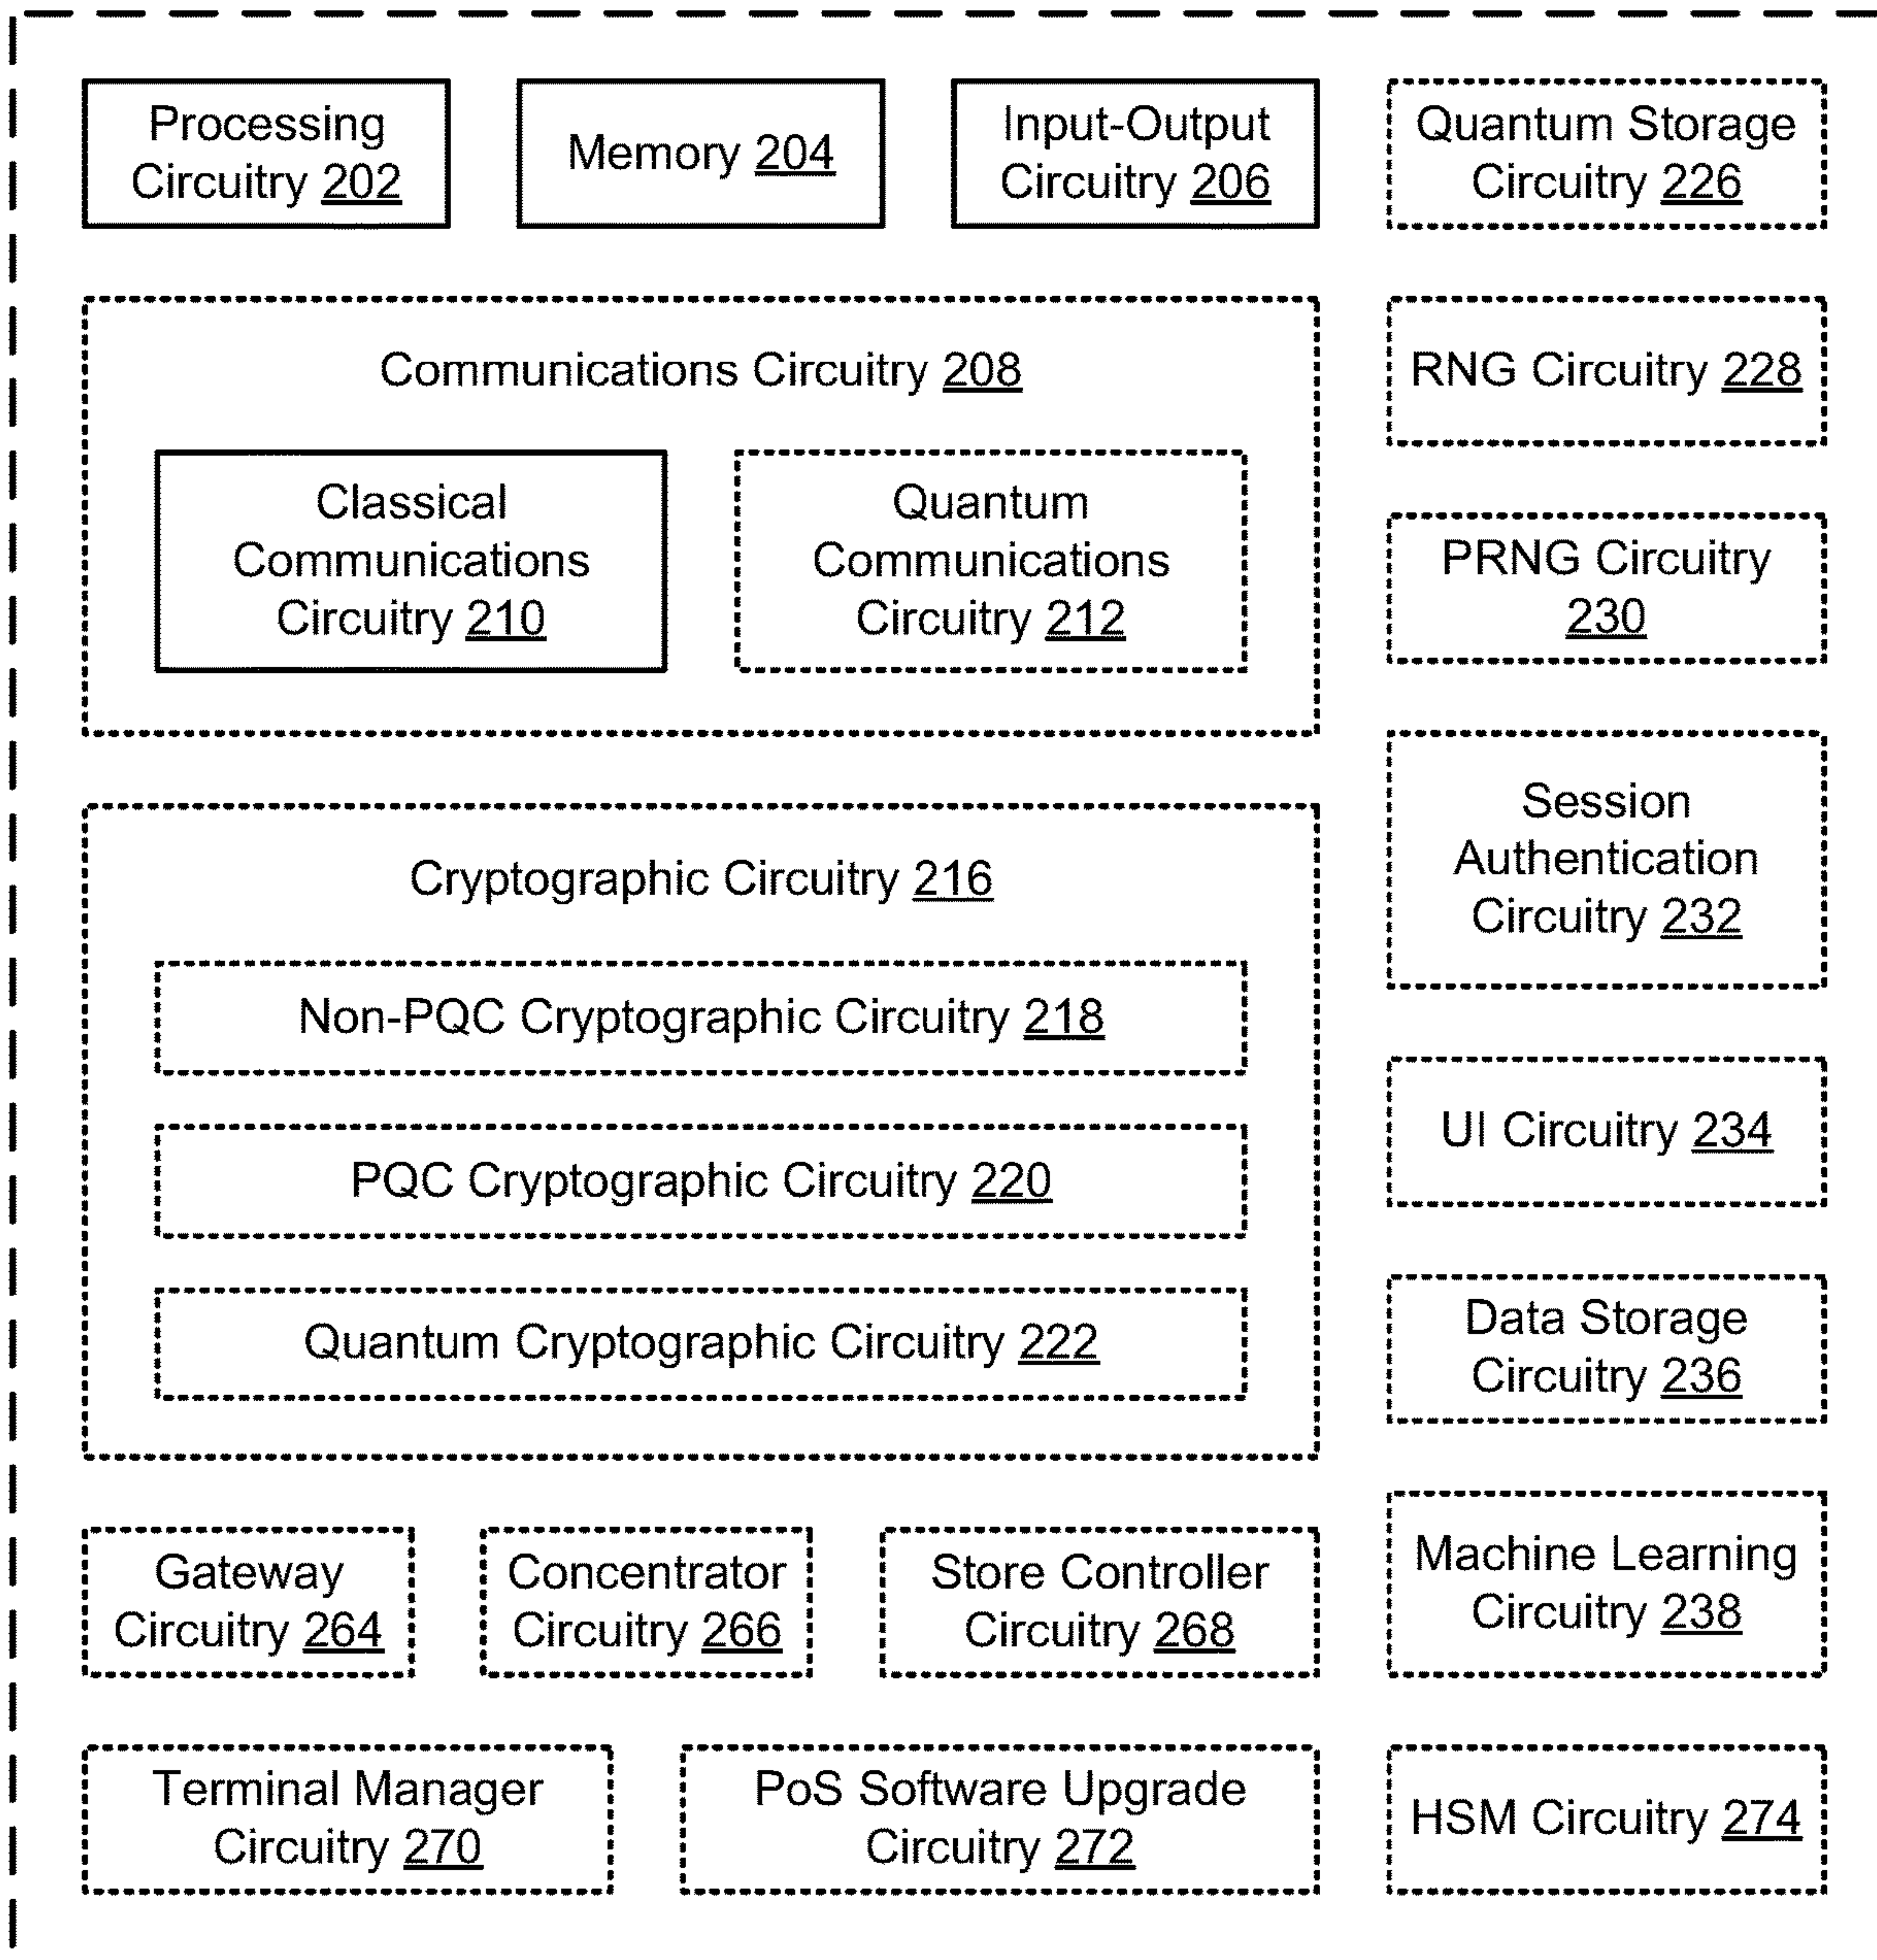 Processing
Circuitry 202
Memory 204
Input-Output
Circuitry 206
Quantum Storage
Circuitry 226
Communications Circuitry 208
Classical
Communications
Circuitry 210
Quantum
Communications
Circuitry 212
RNG Circuitry 228
PRNG Circuitry
230
Cryptographic Circuitry 216
Non-PQC Cryptographic Circuitry 218
PQC Cryptographic Circuitry 220
Quantum Cryptographic Circuitry 222
Session
Authentication
Circuitry 232
UI Circuitry 234
Data Storage
Circuitry 236
Gateway
Circuitry 264
Concentrator
Circuitry 266
Store Controller
Circuitry 268
Machine Learning
Circuitry 238
Terminal Manager
Circuitry 270
PoS Software Upgrade
Circuitry 272
HSM Circuitry 274